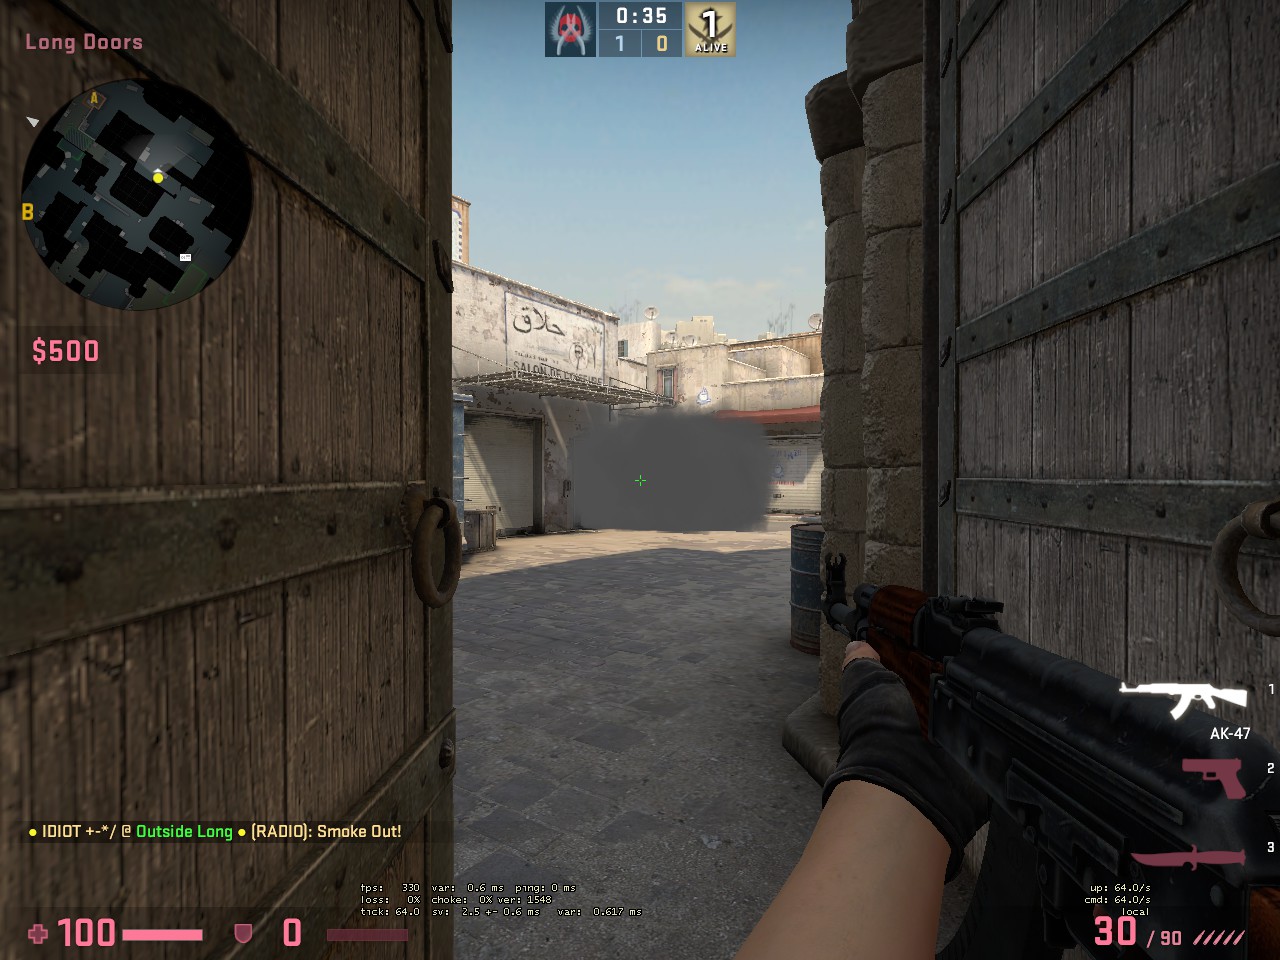 0:35
1 0
1
ALIVE
Long Doors
A
B
$500
حلاق
SALON DE COIFFURE
1
AK-47
2
3
● IDIOT +-*/ @ Outside Long ● (RADIO): Smoke Out!
fps: 330 var: 0.6 ms ping: 0 ms
loss: 0% choke: 0% ver: 1548
tick: 64.0 sv: 2.5 +- 0.6 ms var: 0.617 ms
up: 64.0/s
cmd: 64.0/s
local
100 0
30 / 90